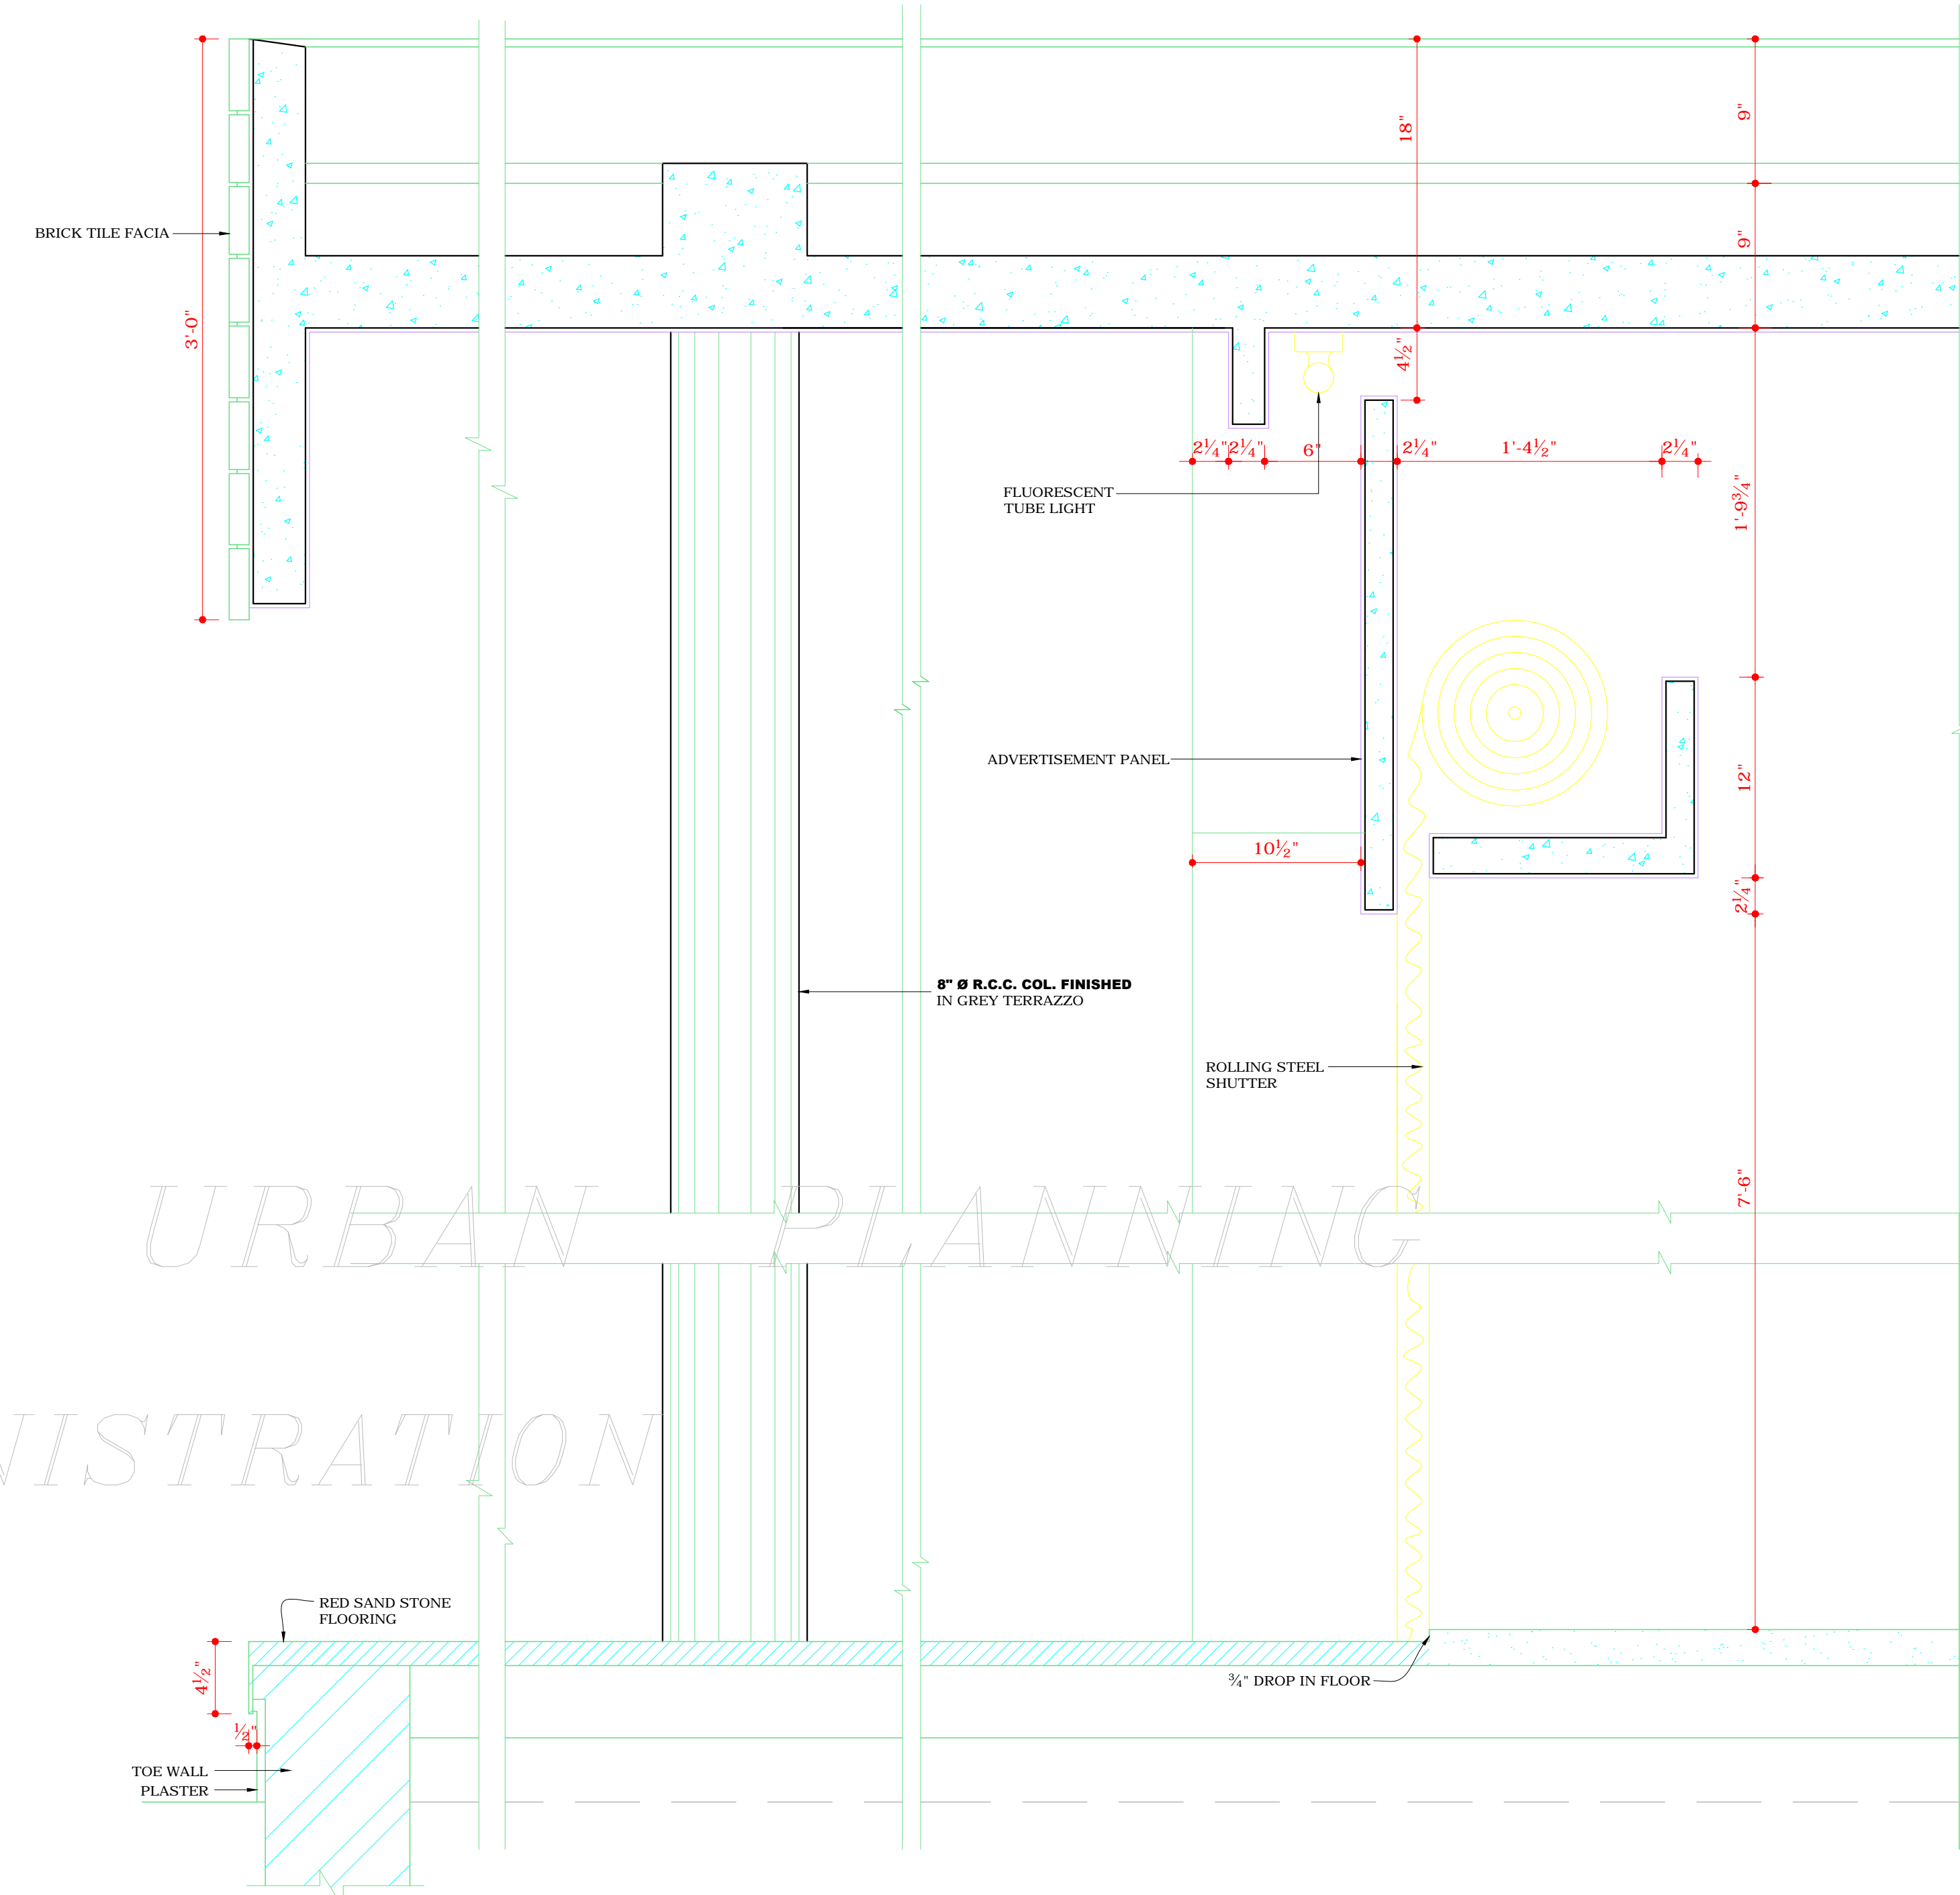 18"
9"
BRICK TILE FACIA
9"
3'-0"
4½"
2¼" 2¼" 6" 2¼" 1'-4½" 2¼"
FLUORESCENT
TUBE LIGHT
1'-9¾"
ADVERTISEMENT PANEL
12"
10½"
2¼"
8" Ø R.C.C. COL. FINISHED
IN GREY TERRAZZO
ROLLING STEEL
SHUTTER
7'-6"
URBAN PLANNING
NISTRATION
RED SAND STONE
FLOORING
4½"
¾" DROP IN FLOOR
½"
TOE WALL
PLASTER